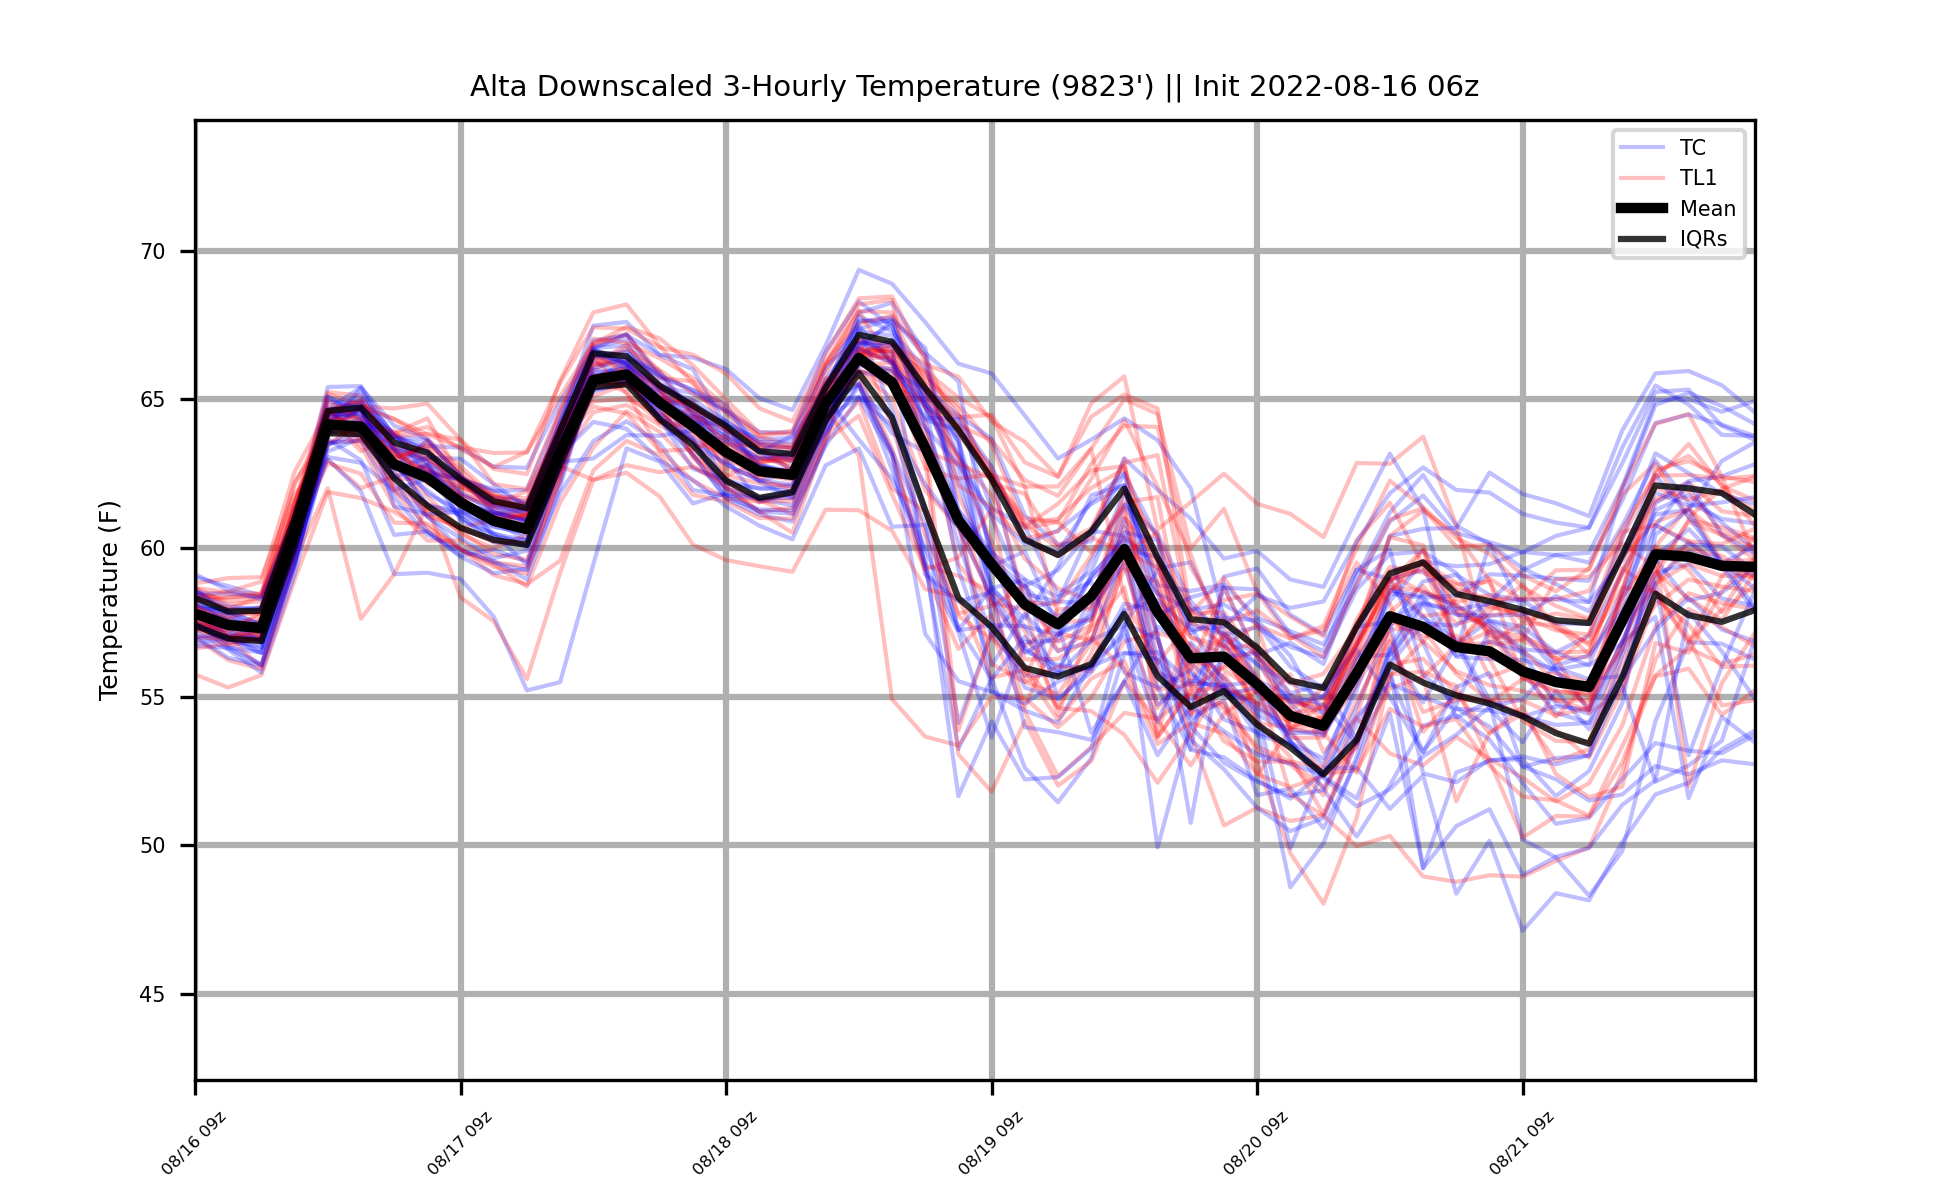 Alta Downscaled 3-Hourly Temperature (9823') || Init 2022-08-16 06z
TC
TL1
Mean
IQRs
Temperature (F)
70
65
60
55
50
45
08/16 09z
08/17 09z
08/18 09z
08/19 09z
08/20 09z
08/21 09z